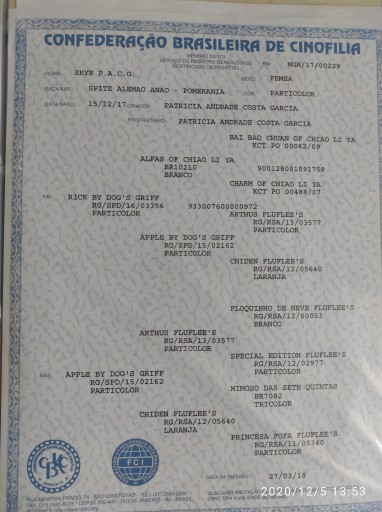 CONFEDERAÇÃO BRASILEIRA DE CINOFILIA
MEMBRO DA FCI
SERVIÇO DE REGISTRO GENEALÓGICO
CERTIFICADO DE REGISTRO
RG: MGR/17/00229
NOME: SKYE P.A.C.G.
SEXO: FEMEA
RAÇA/VAR: SPITZ ALEMAO ANAO - POMERANIA
COR: PARTICOLOR
DATA NASC: 15/12/17 CRIADOR: PATRICIA ANDRADE COSTA GARCIA
PROPRIETÁRIO: PATRICIA ANDRADE COSTA GARCIA
BAI BAO CHUAN OF CHIAO LI YA
KCT PO 00062/09
ALFAS OF CHIAO LI YA
BR10210
BRANCO
900128001091758
CHARM OF CHIAO LI YA
KCT PO 00488/07
PAI: RICK BY DOG'S GRIFF
RG/SPD/16/03356
PARTICOLOR
933007600000972
ARTHUS FLUFLEE'S
RG/RSA/13/03577
PARTICOLOR
APPLE BY DOG'S GRIFF
RG/SPD/15/02162
PARTICOLOR
CHIDEN FLUFLEE'S
RG/RSA/12/05640
LARANJA
FLOQUINHO DE NEVE FLUFLEE'S
RG/RSA/12/00053
BRANCO
ARTHUS FLUFLEE'S
RG/RSA/13/03577
PARTICOLOR
SPECIAL EDITION FLUFLEE'S
RG/RSA/12/02977
PARTICOLOR
MÃE: APPLE BY DOG'S GRIFF
RG/SPD/15/02162
PARTICOLOR
MIMOSO DAS SETE QUINTAS
BR7082
TRICOLOR
CHIDEN FLUFLEE'S
RG/RSA/12/05640
LARANJA
PRINCESA FOFA FLUFLEE'S
RG/RSA/11/05340
PARTICOLOR
CBKC
FCI
DATA DA EMISSÃO: 27/03/18
2020/12/5 13:53